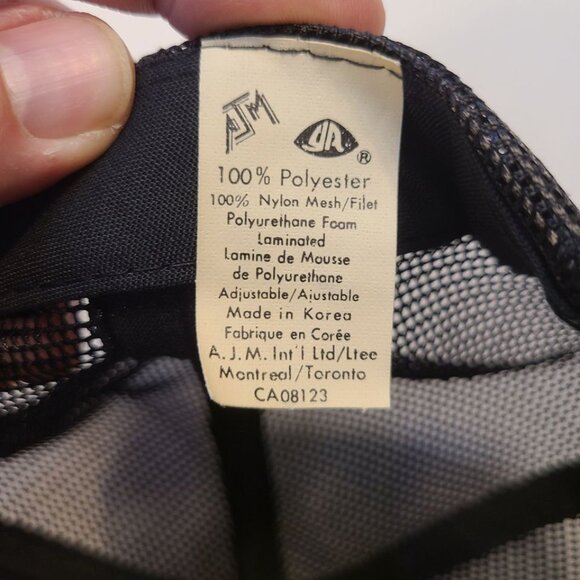 AJM YA ®
100% Polyester
100% Nylon Mesh/Filet
Polyurethane Foam
Laminated
Lamine de Mousse
de Polyurethane
Adjustable/Ajustable
Made in Korea
Fabrique en Corée
A.J.M. Int'l Ltd/Ltee
Montreal/Toronto
CA08123